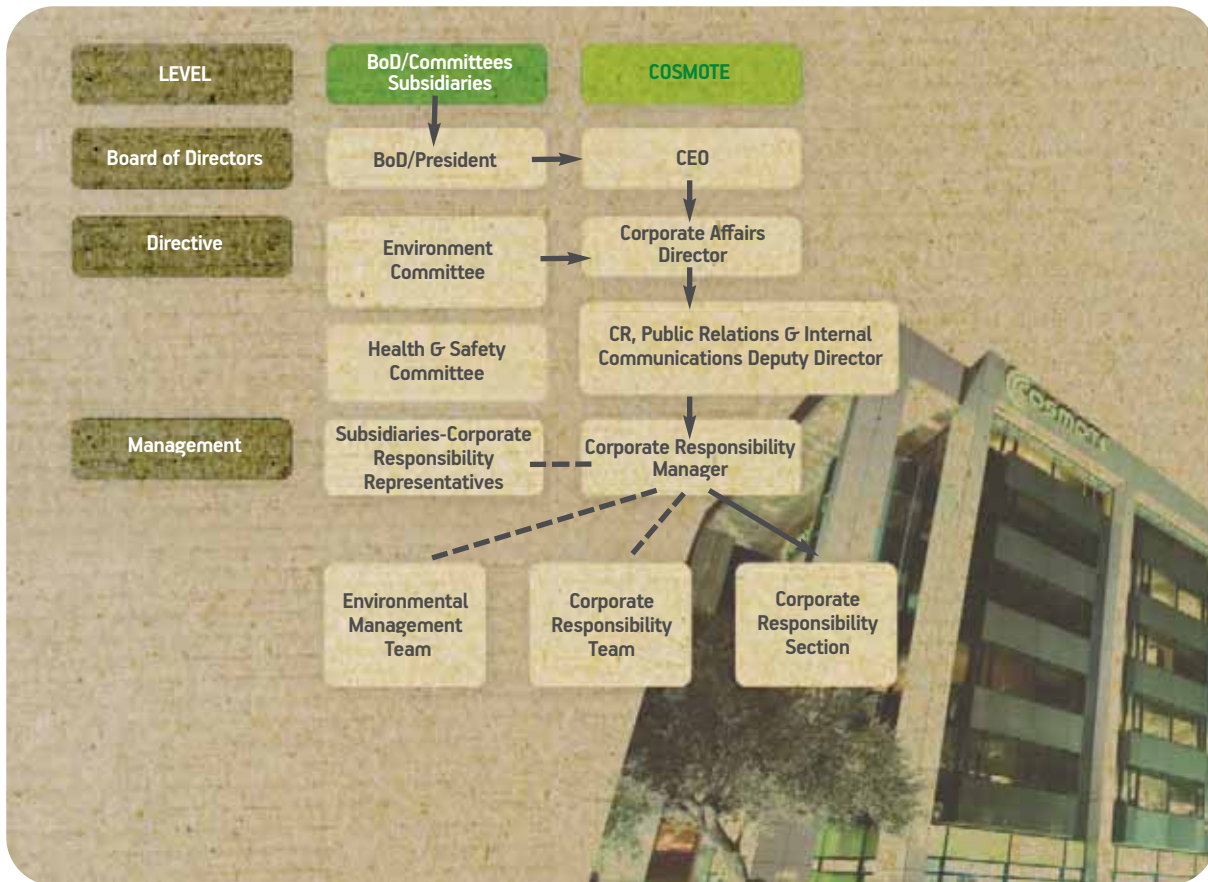 LEVEL
BoD/Committees
Subsidiaries
COSMOTE
Board of Directors
BoD/President
CEO
Directive
Environment
Committee
Corporate Affairs
Director
Health & Safety
Committee
CR, Public Relations & Internal
Communications Deputy Director
Management
Subsidiaries-Corporate
Responsibility
Representatives
Corporate Responsibility
Manager
Environmental
Management
Team
Corporate
Responsibility
Team
Corporate
Responsibility
Section
COSMOTE